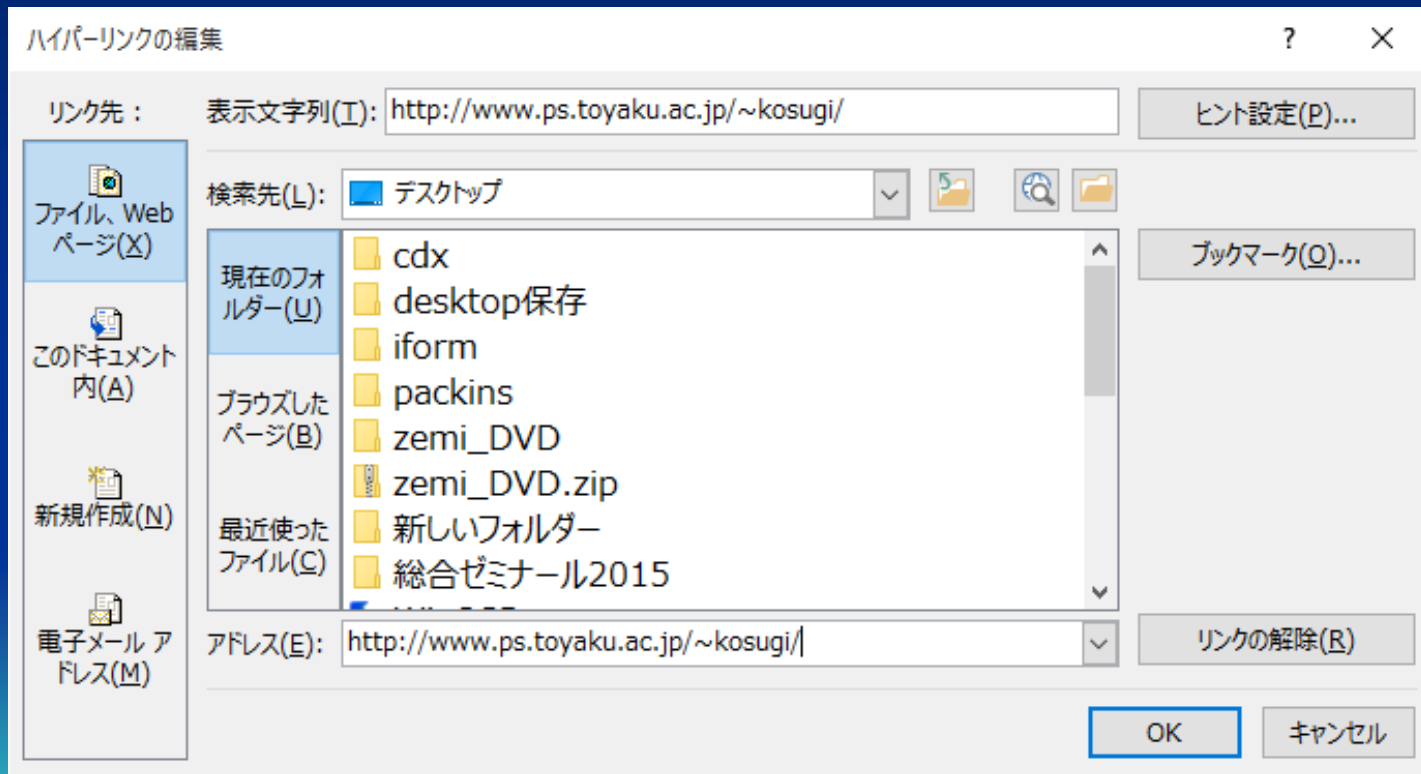 ハイパーリンクの編集
?
リンク先：
表示文字列(T):
http://www.ps.toyaku.ac.jp/~kosugi/
ヒント設定(P)...
ファイル、Web
ページ(X)
このドキュメント
内(A)
新規作成(N)
電子メール ア
ドレス(M)
検索先(L):
デスクトップ
現在のフォ
ルダー(U)
ブラウズした
ページ(B)
最近使った
ファイル(C)
cdx
desktop保存
iform
packins
zemi_DVD
zemi_DVD.zip
新しいフォルダー
総合ゼミナール2015
ブックマーク(O)...
アドレス(E):
http://www.ps.toyaku.ac.jp/~kosugi/
リンクの解除(R)
OK
キャンセル